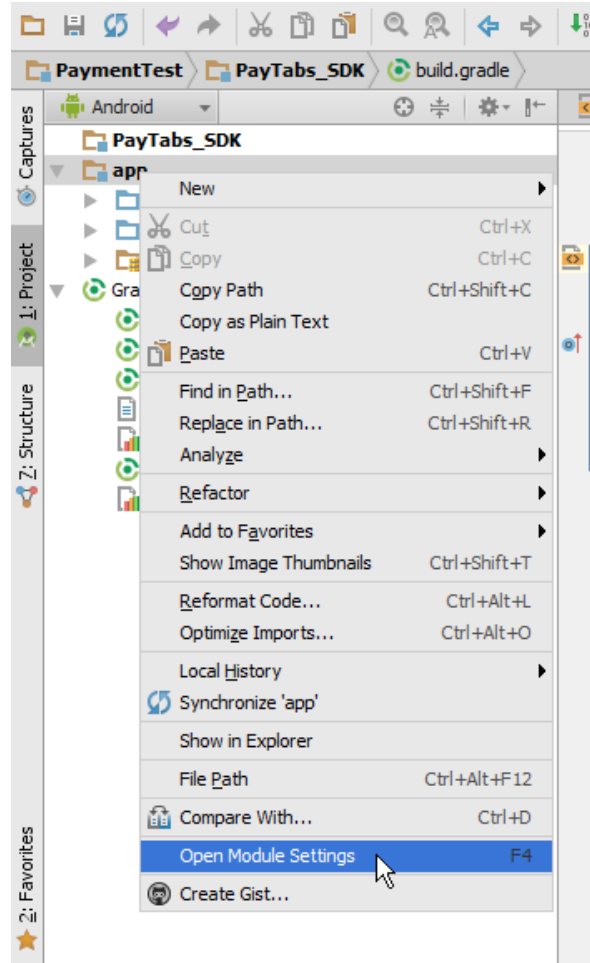 PaymentTest PayTabs_SDK build.gradle
Android
PayTabs_SDK
app
Gra
Captures
1: Project
7: Structure
2: Favorites
New
Cut Ctrl+X
Copy Ctrl+C
Copy Path Ctrl+Shift+C
Copy as Plain Text
Paste Ctrl+V
Find in Path... Ctrl+Shift+F
Replace in Path... Ctrl+Shift+R
Analyze
Refactor
Add to Favorites
Show Image Thumbnails Ctrl+Shift+T
Reformat Code... Ctrl+Alt+L
Optimize Imports... Ctrl+Alt+O
Local History
Synchronize 'app'
Show in Explorer
File Path Ctrl+Alt+F12
Compare With... Ctrl+D
Open Module Settings F4
Create Gist...